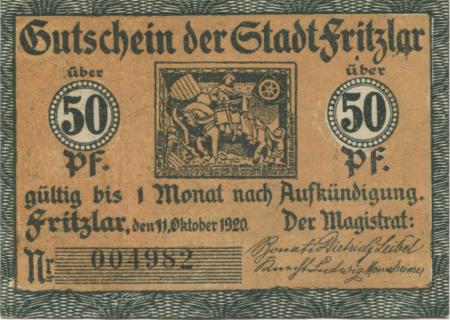 Gutschein der Stadt Fritzlar
über über
50 50
Pf. Pf.
gültig bis 1 Monat nach Aufkündigung.
Fritzlar, den 11. Oktober 1920. Der Magistrat:
Nr 004982
Ludwig